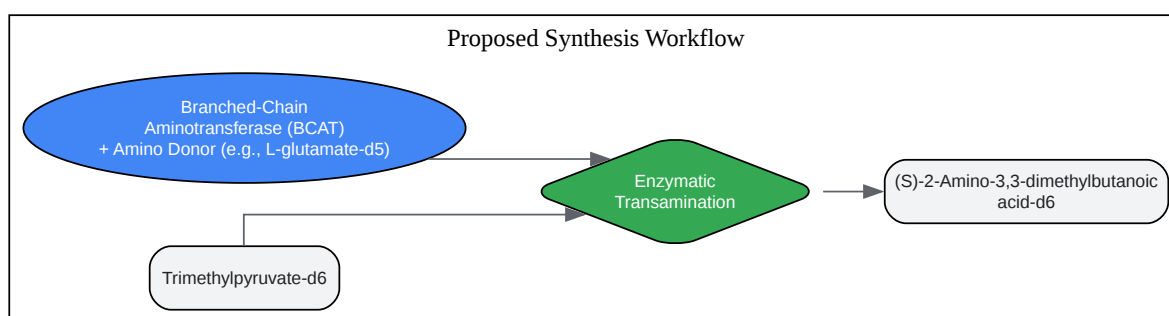 Proposed Synthesis Workflow
Branched-Chain
Aminotransferase (BCAT)
+ Amino Donor (e.g., L-glutamate-d5)
Enzymatic
Transamination
(S)-2-Amino-3,3-dimethylbutanoic
acid-d6
Trimethylpyruvate-d6